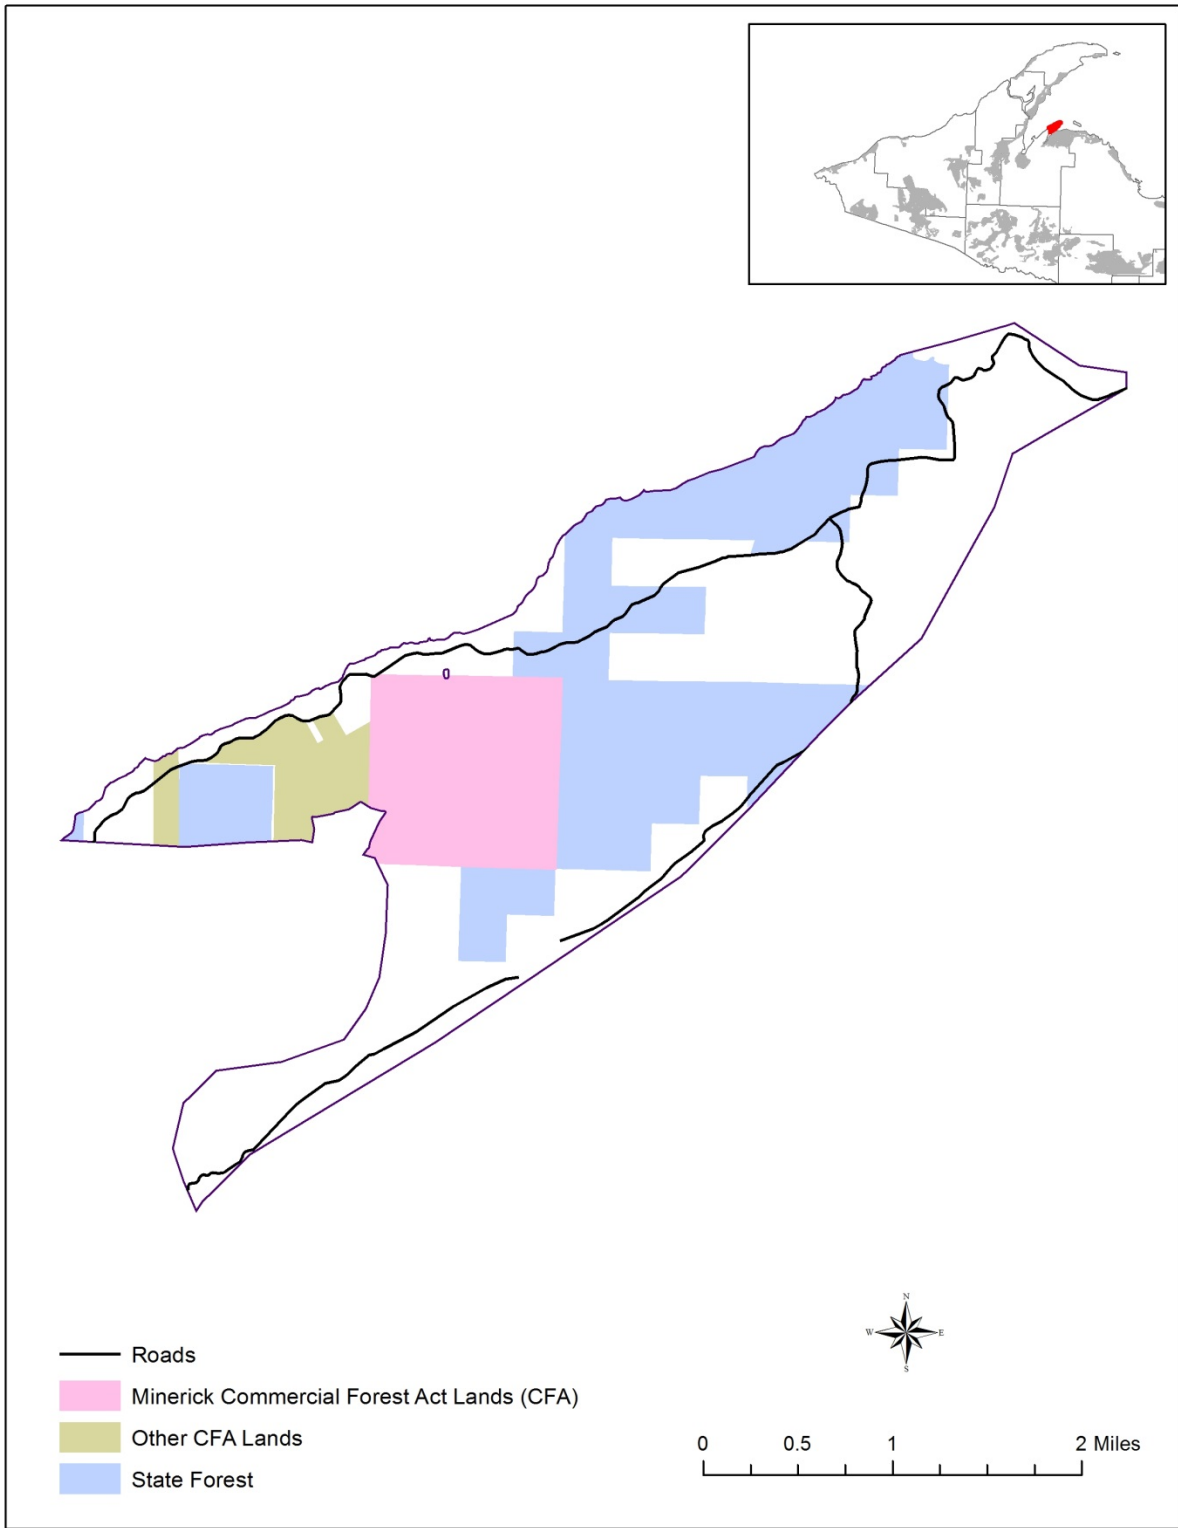 N
W E
S
Roads
Minerick Commercial Forest Act Lands (CFA)
Other CFA Lands
State Forest
0 0.5 1 2 Miles